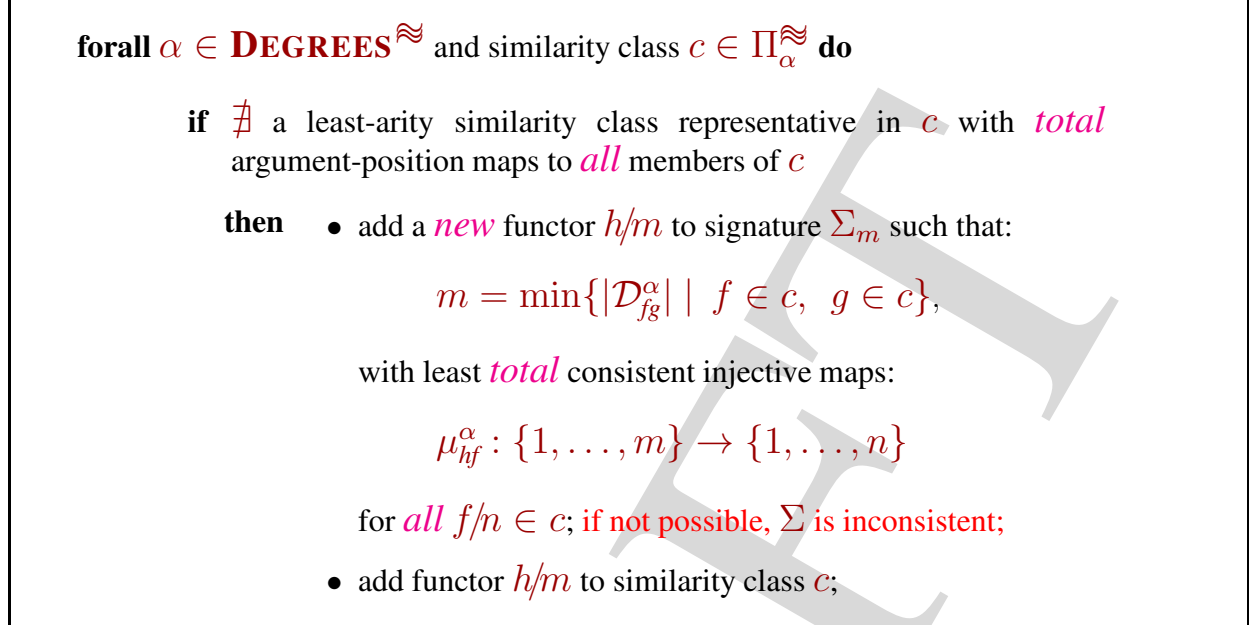 forall α ∈ DEGREES^≋ and similarity class c ∈ Π_α^≋ do
if ∄ a least-arity similarity class representative in c with total
argument-position maps to all members of c
then • add a new functor h/m to signature Σ_m such that:
m = min{|𝒟_fg^α| | f ∈ c, g ∈ c},
with least total consistent injective maps:
μ_hf^α : {1, . . . , m} → {1, . . . , n}
for all f/n ∈ c; if not possible, Σ is inconsistent;
• add functor h/m to similarity class c;